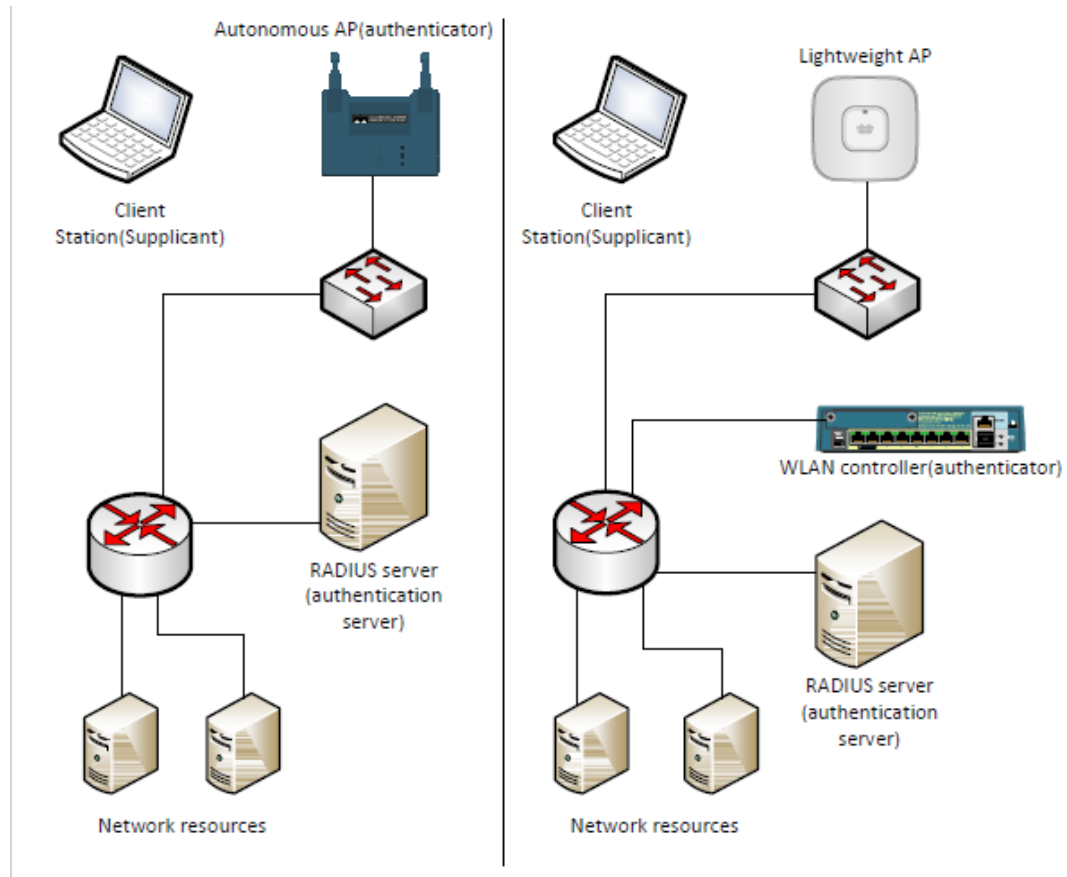 Autonomous AP(authenticator)
Client
Station(Supplicant)
RADIUS server
(authentication
server)
Network resources
Lightweight AP
Client
Station(Supplicant)
WLAN controller(authenticator)
RADIUS server
(authentication
server)
Network resources